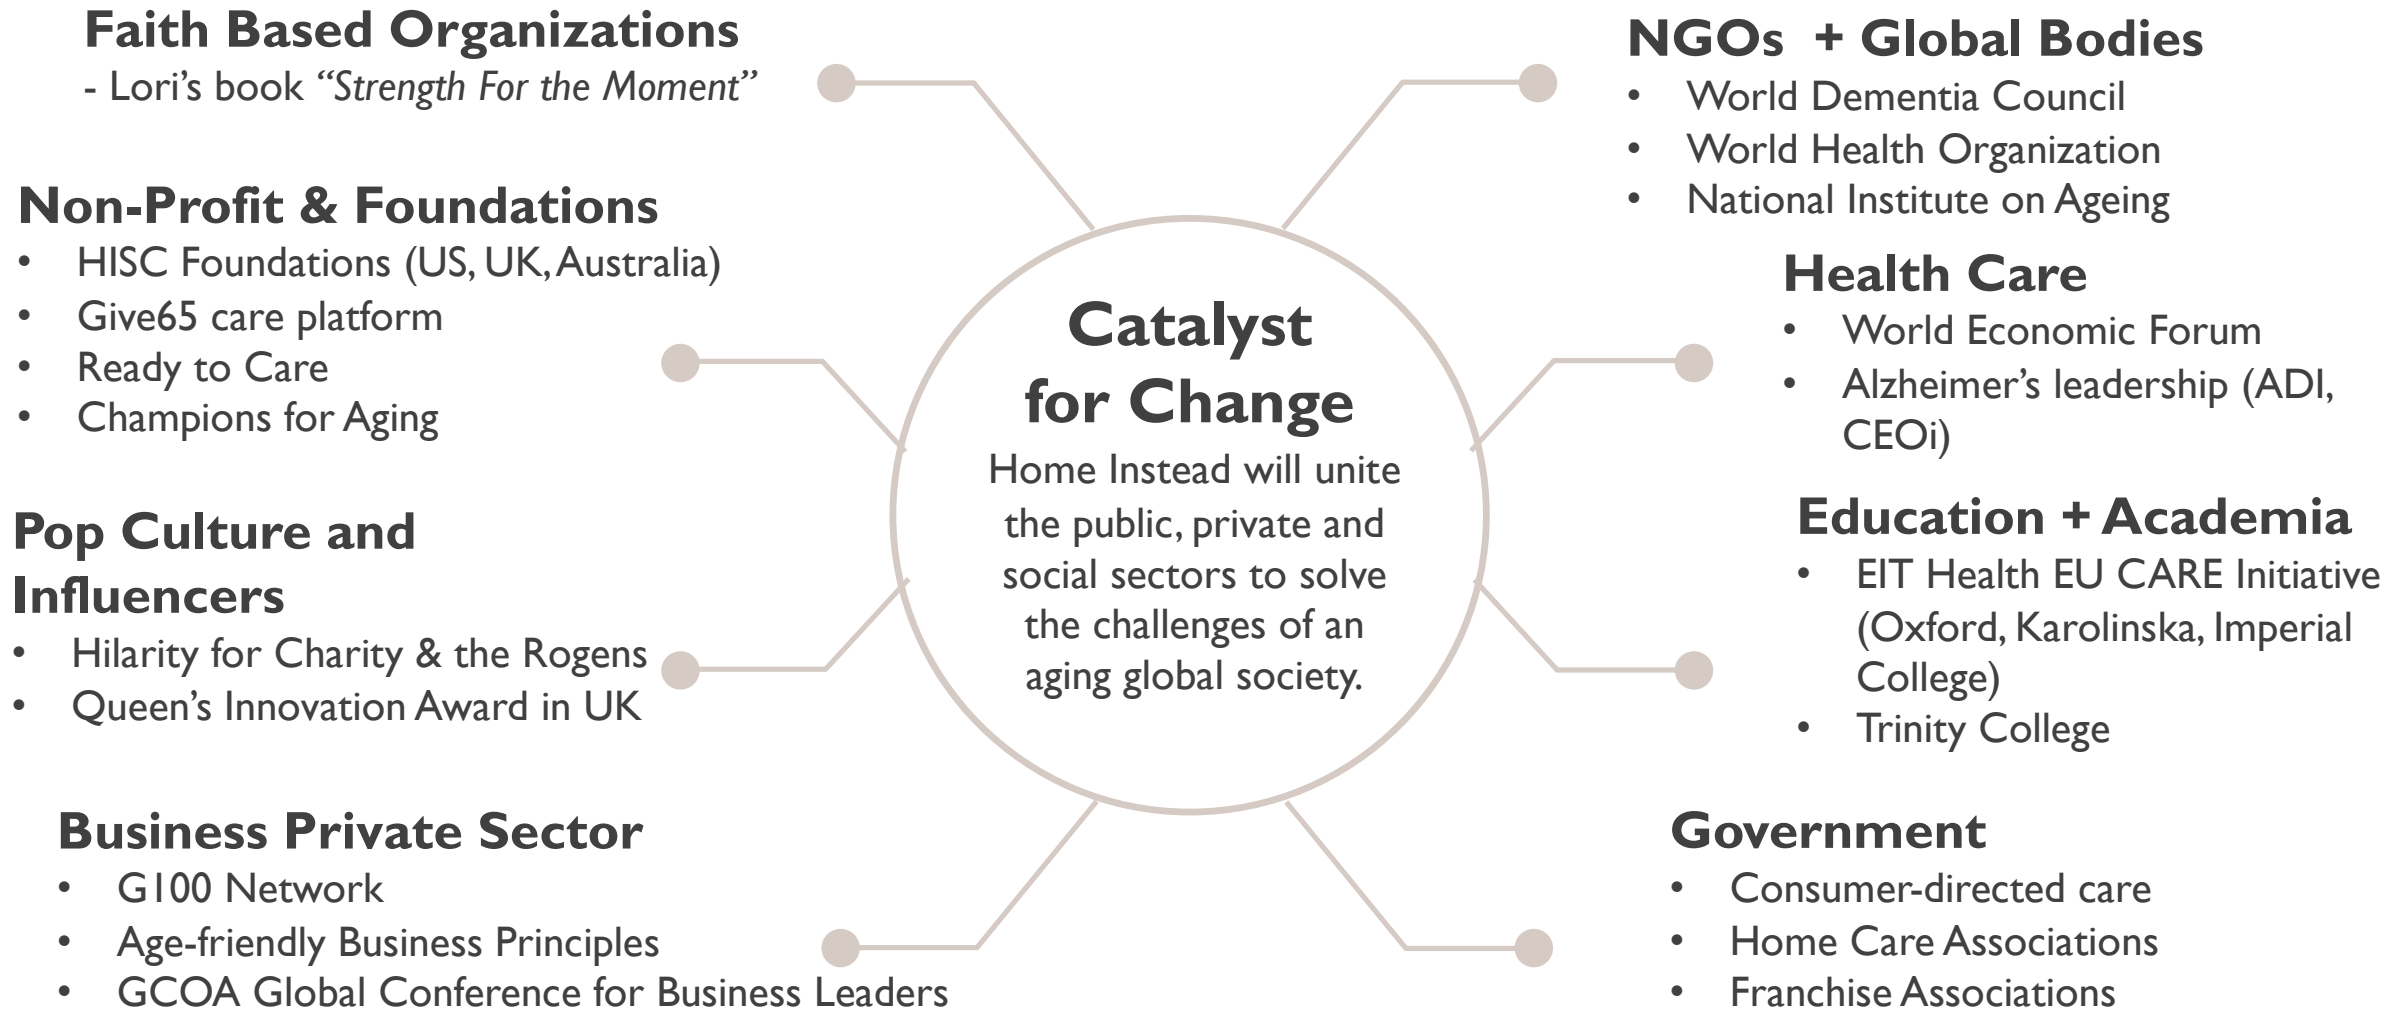 Faith Based Organizations
- Lori’s book “Strength For the Moment”
Non-Profit & Foundations
• HISC Foundations (US, UK, Australia)
• Give65 care platform
• Ready to Care
• Champions for Aging
Pop Culture and
Influencers
• Hilarity for Charity & the Rogens
• Queen’s Innovation Award in UK
Business Private Sector
• G100 Network
• Age-friendly Business Principles
• GCOA Global Conference for Business Leaders
Catalyst
for Change
Home Instead will unite
the public, private and
social sectors to solve
the challenges of an
aging global society.
NGOs + Global Bodies
• World Dementia Council
• World Health Organization
• National Institute on Ageing
Health Care
• World Economic Forum
• Alzheimer’s leadership (ADI,
CEOi)
Education + Academia
• EIT Health EU CARE Initiative
(Oxford, Karolinska, Imperial
College)
• Trinity College
Government
• Consumer-directed care
• Home Care Associations
• Franchise Associations